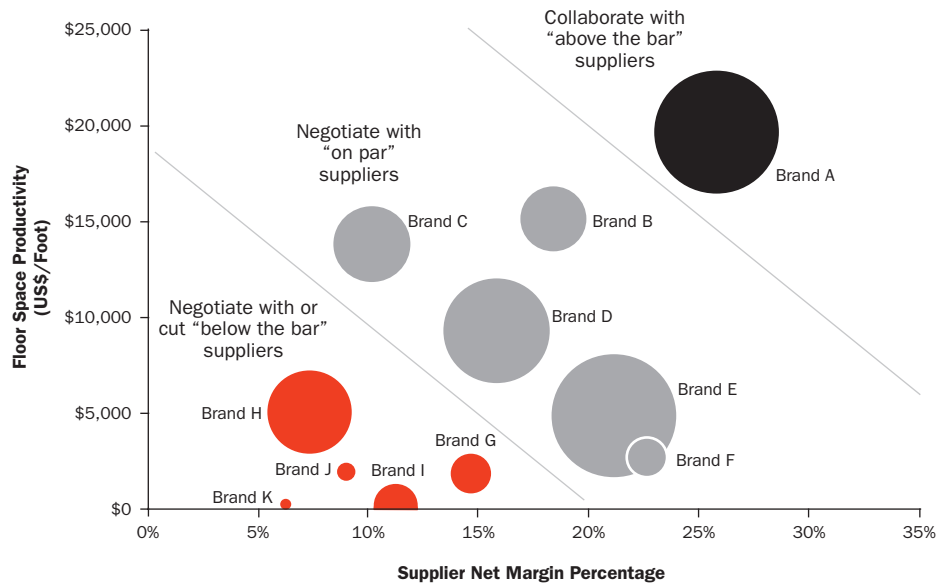 Collaborate with
“above the bar”
suppliers
$25,000
$20,000
$15,000
$10,000
$5,000
$0
Floor Space Productivity
(US$/Foot)
Negotiate with
“on par”
suppliers
Negotiate with or
cut “below the bar”
suppliers
Brand A
Brand B
Brand C
Brand D
Brand E
Brand F
Brand G
Brand H
Brand I
Brand J
Brand K
0%
5%
10%
15%
20%
25%
30%
35%
Supplier Net Margin Percentage